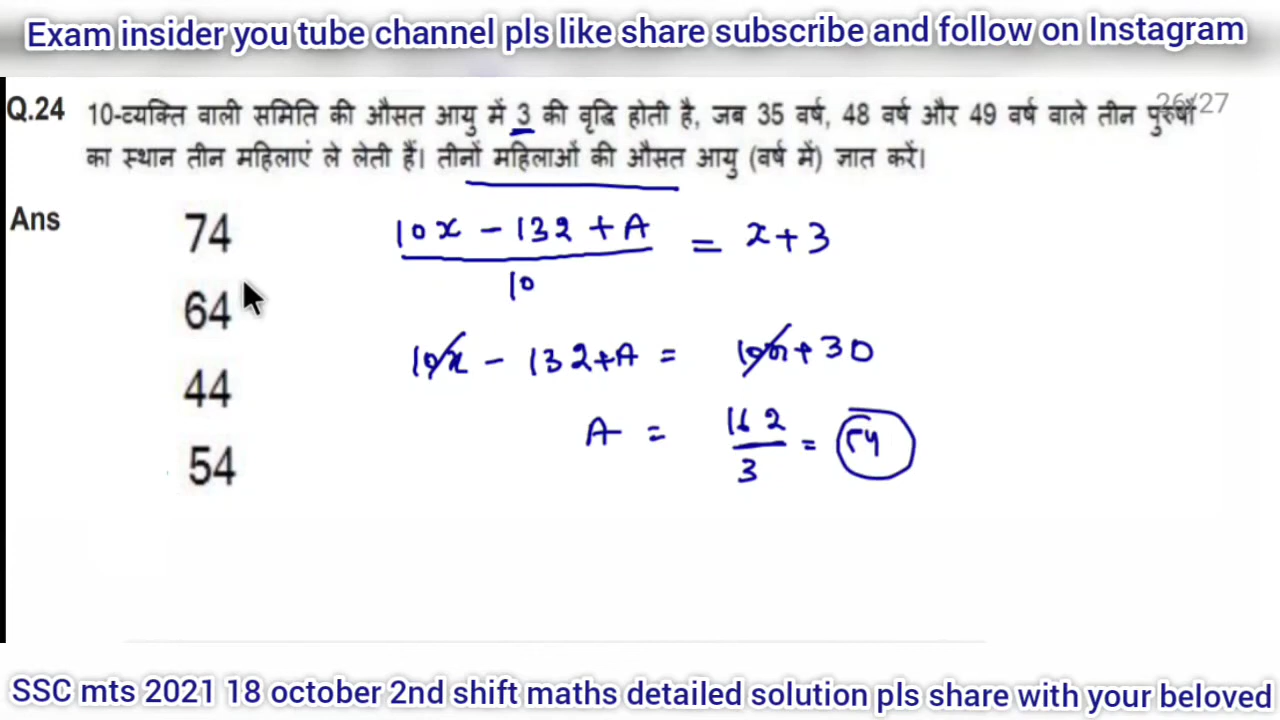 Exam insider you tube channel pls like share subscribe and follow on Instagram
26/27
Q.24 10-व्यक्ति वाली समिति की औसत आयु में 3 की वृद्धि होती है, जब 35 वर्ष, 48 वर्ष और 49 वर्ष वाले तीन पुरुषों
का स्थान तीन महिलाएं ले लेती हैं। तीनों महिलाओं की औसत आयु (वर्ष में) ज्ञात करें।
Ans
74
64
44
54
10x - 132 + A
10
= x + 3
10x - 132 + A = 10x + 30
A = 162
3
= 54
SSC mts 2021 18 october 2nd shift maths detailed solution pls share with your beloved